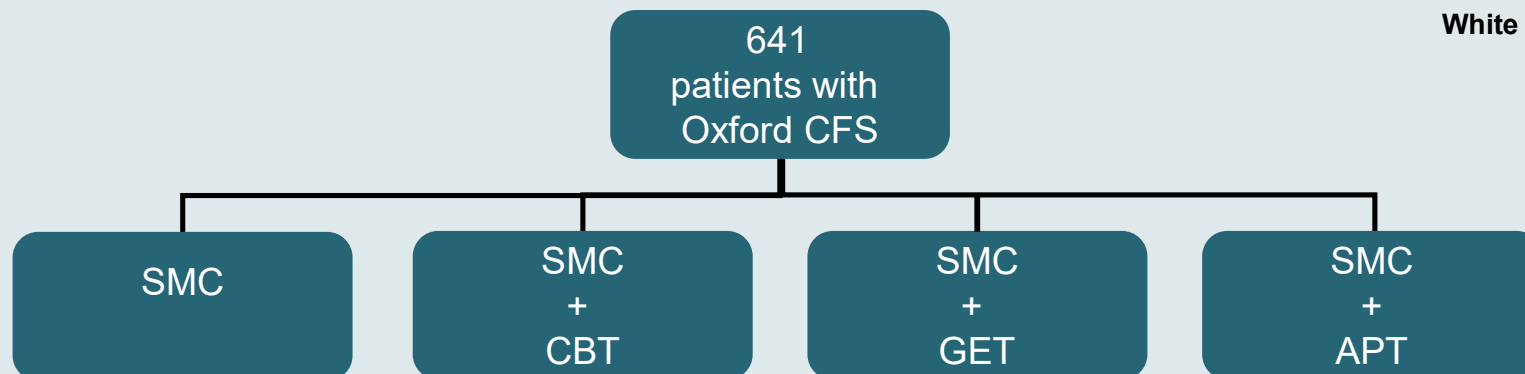 White
641
patients with
Oxford CFS
SMC
SMC
+
CBT
SMC
+
GET
SMC
+
APT